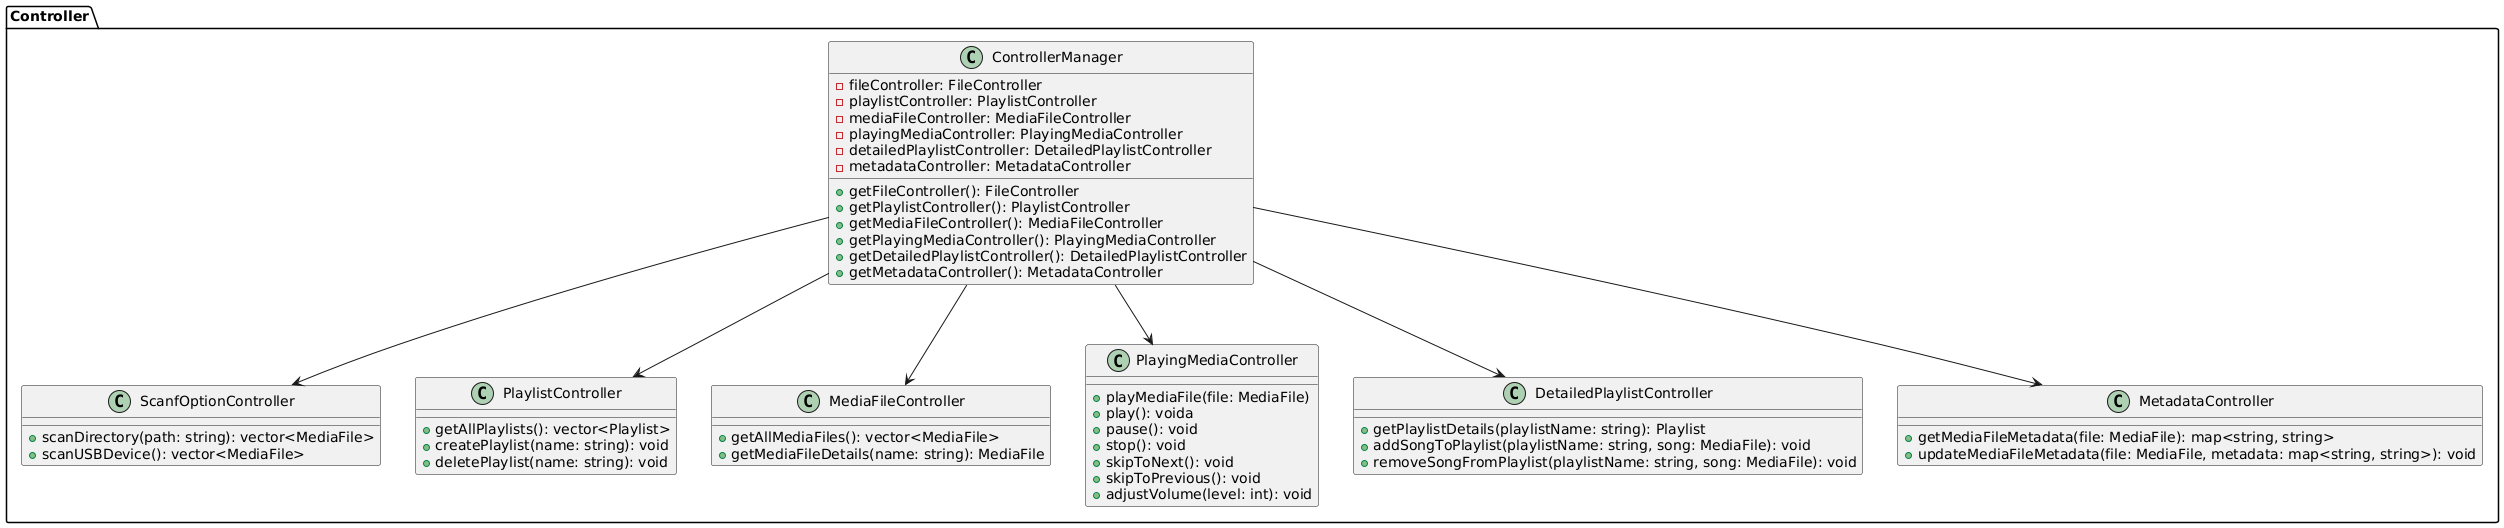 Controller
C ControllerManager
fileController: FileController
playlistController: PlaylistController
mediaFileController: MediaFileController
playingMediaController: PlayingMediaController
detailedPlaylistController: DetailedPlaylistController
metadataController: MetadataController
getFileController(): FileController
getPlaylistController(): PlaylistController
getMediaFileController(): MediaFileController
getPlayingMediaController(): PlayingMediaController
getDetailedPlaylistController(): DetailedPlaylistController
getMetadataController(): MetadataController
C ScanfOptionController
scanDirectory(path: string): vector<MediaFile>
scanUSBDevice(): vector<MediaFile>
C PlaylistController
getAllPlaylists(): vector<Playlist>
createPlaylist(name: string): void
deletePlaylist(name: string): void
C MediaFileController
getAllMediaFiles(): vector<MediaFile>
getMediaFileDetails(name: string): MediaFile
C PlayingMediaController
playMediaFile(file: MediaFile)
play(): voida
pause(): void
stop(): void
skipToNext(): void
skipToPrevious(): void
adjustVolume(level: int): void
C DetailedPlaylistController
getPlaylistDetails(playlistName: string): Playlist
addSongToPlaylist(playlistName: string, song: MediaFile): void
removeSongFromPlaylist(playlistName: string, song: MediaFile): void
C MetadataController
getMediaFileMetadata(file: MediaFile): map<string, string>
updateMediaFileMetadata(file: MediaFile, metadata: map<string, string>): void